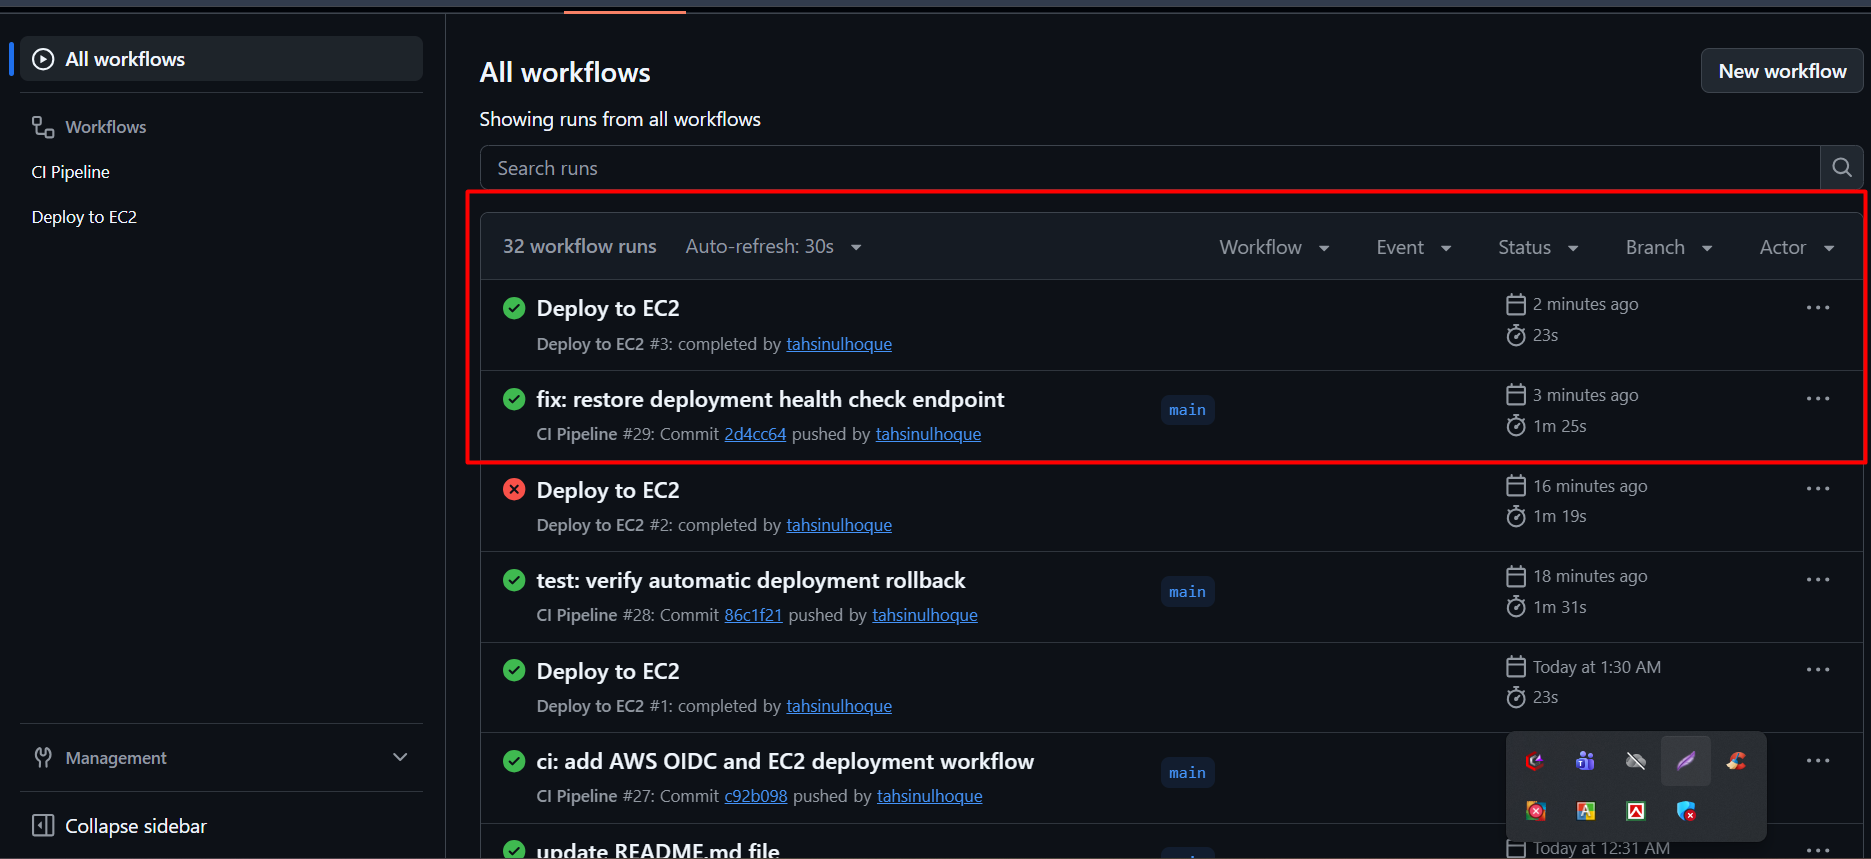 All workflows
Workflows
CI Pipeline
Deploy to EC2
Management
Collapse sidebar
All workflows
New workflow
Showing runs from all workflows
Search runs
32 workflow runs Auto-refresh: 30s Workflow Event Status Branch Actor
Deploy to EC2
Deploy to EC2 #3: completed by tahsinulhoque
2 minutes ago
23s
fix: restore deployment health check endpoint
CI Pipeline #29: Commit 2d4cc64 pushed by tahsinulhoque
main
3 minutes ago
1m 25s
Deploy to EC2
Deploy to EC2 #2: completed by tahsinulhoque
16 minutes ago
1m 19s
test: verify automatic deployment rollback
CI Pipeline #28: Commit 86c1f21 pushed by tahsinulhoque
main
18 minutes ago
1m 31s
Deploy to EC2
Deploy to EC2 #1: completed by tahsinulhoque
Today at 1:30 AM
23s
ci: add AWS OIDC and EC2 deployment workflow
CI Pipeline #27: Commit c92b098 pushed by tahsinulhoque
main
update README.md file
Today at 12:31 AM